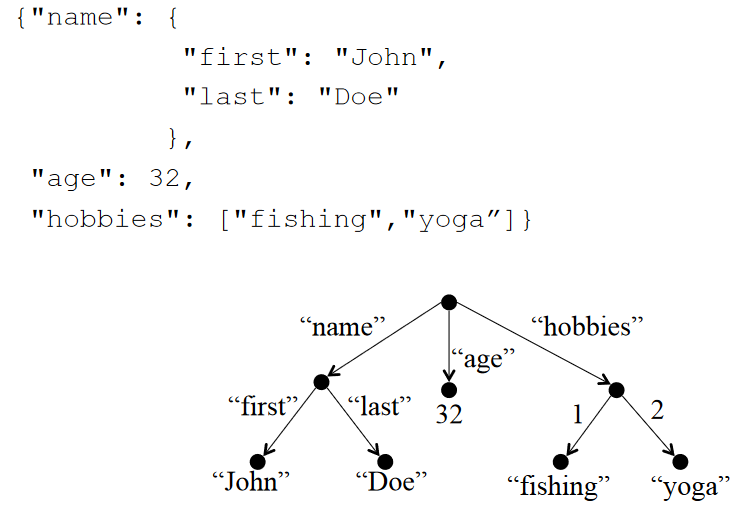 {"name": {
"first": "John",
"last": "Doe"
},
"age": 32,
"hobbies": ["fishing","yoga”]}
“name” “hobbies”
“age”
“first” “last” 32 1 2
“John” “Doe” “fishing” “yoga”